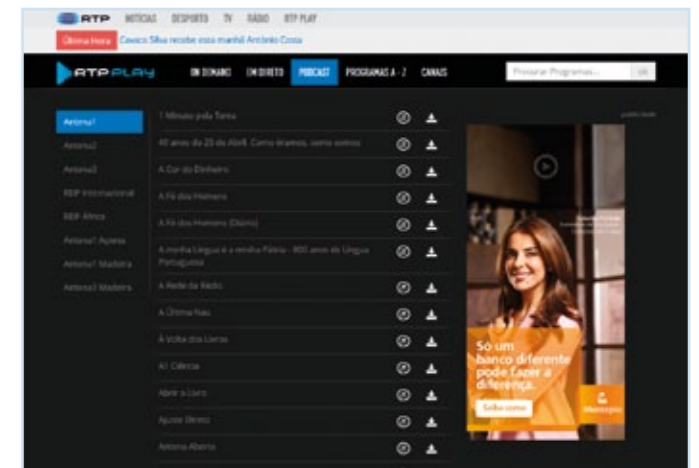 RTP NOTÍCIAS DESPORTO TV RÁDIO RTP PLAY
Última Hora Cavaco Silva recebe esta manhã António Costa
RTP PLAY ON DEMAND EM DIRETO PODCAST PROGRAMAS A - Z CANAIS Procurar Programas... ok
publicidade
Antena1
Antena2
Antena3
RDP Internacional
RDP África
Antena1 Açores
Antena1 Madeira
Antena3 Madeira
1 Minuto pela Terra
40 anos do 25 de Abril. Como éramos, como somos
A Cor do Dinheiro
A Fé dos Homens
A Fé dos Homens (Diário)
A minha Língua é a minha Pátria - 800 anos de Língua
Portuguesa
A Rede da Rádio
A Última Nau
À Volta dos Livros
A1 Ciência
Abrir o Livro
Ajuste Direto
Antena Aberta
Só um
banco diferente
pode fazer a
diferença.
Saiba como
Montepio